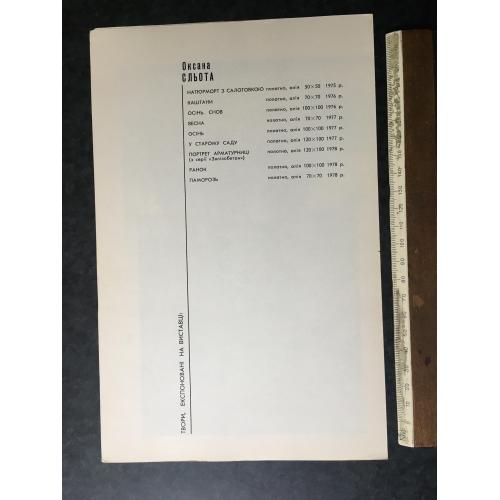 Оксана
СЛЬОТА
НАТЮРМОРТ З САЛОТОВКОЮ полотно, олія 50×50 1975 р.
КАШТАНИ полотно, олія 70×70 1976 р.
ОСІНЬ. СНОВ полотно, олія 100×100 1976 р.
ВЕСНА полотно, олія 70×70 1977 р.
ОСІНЬ полотно, олія 100×100 1977 р.
У СТАРОМУ САДУ полотно, олія 120×100 1977 р.
ПОРТРЕТ АРМАТУРНИЦІ полотно, олія 120×100 1978 р.
(з серії «Залізобетон»)
РАНОК полотно, олія 100×100 1978 р.
ПАМОРОЗЬ полотно, олія 70×70 1978 р.
ТВОРИ, ЕКСПОНОВАНІ НА ВИСТАВЦІ: